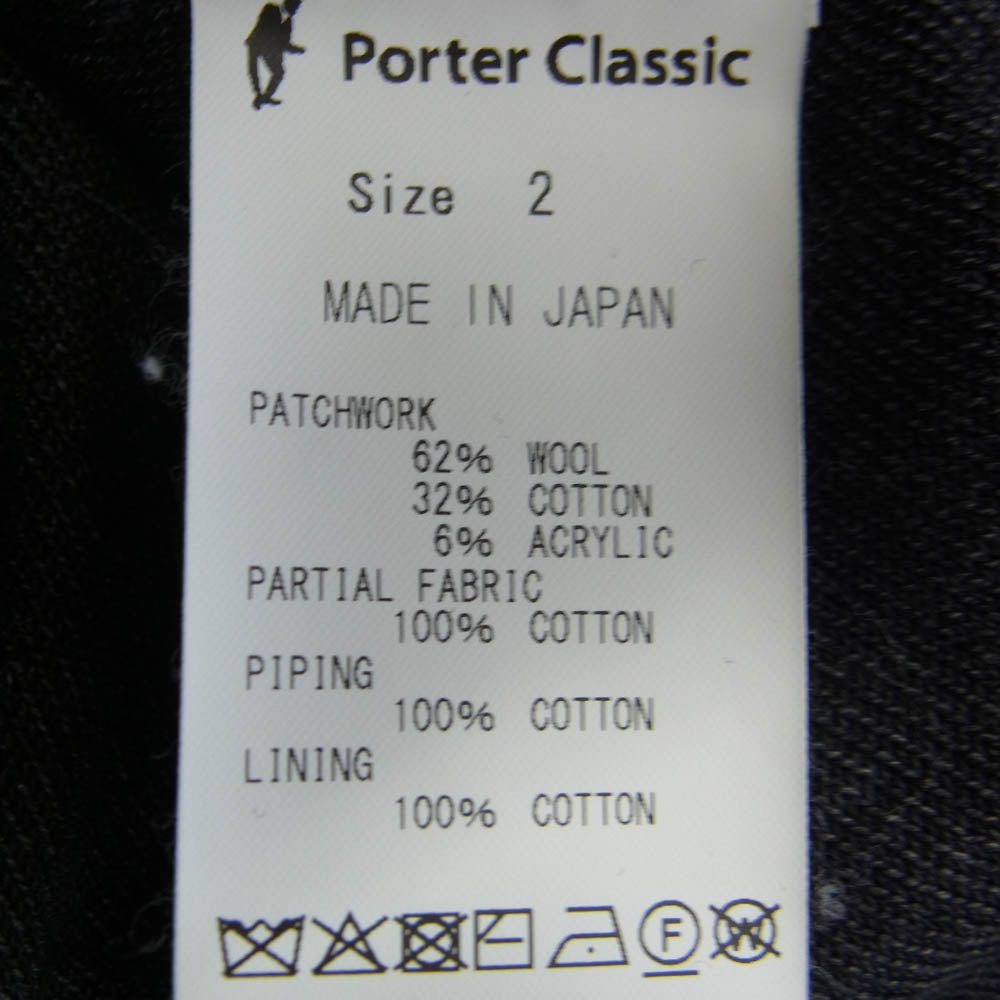 Porter Classic
Size 2
MADE IN JAPAN
PATCHWORK
62% WOOL
32% COTTON
6% ACRYLIC
PARTIAL FABRIC
100% COTTON
PIPING
100% COTTON
LINING
100% COTTON
F W